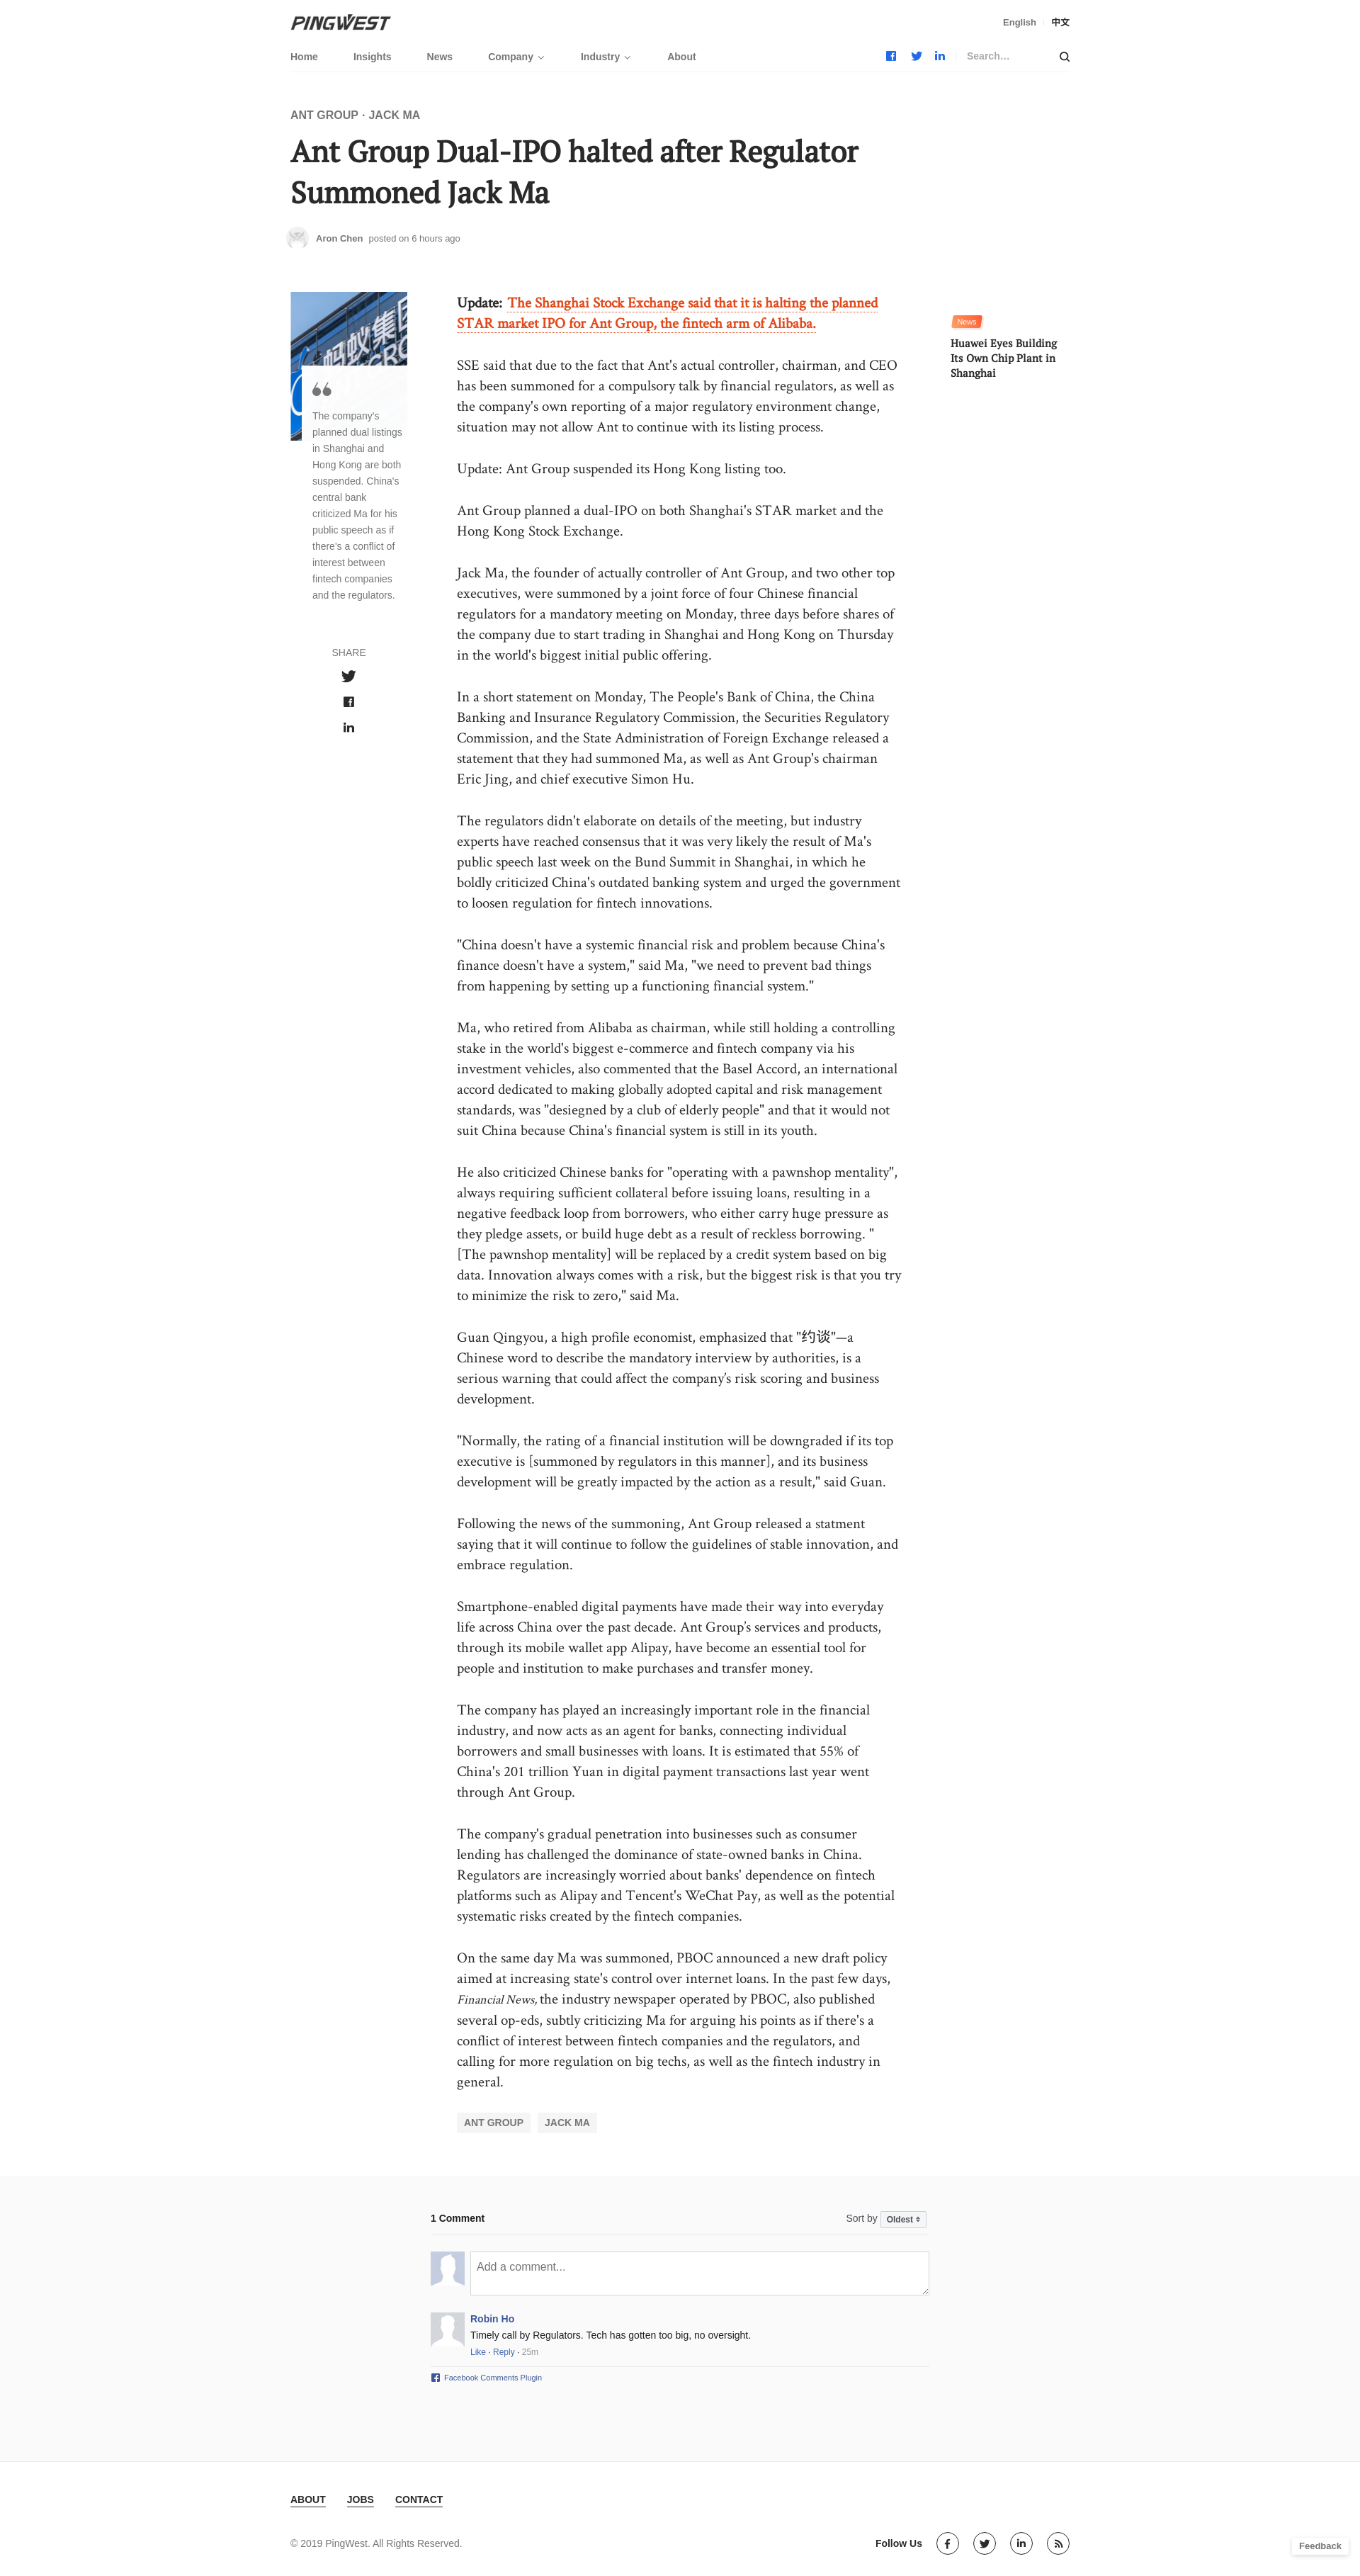 PINGWEST
English
中文
Home
Insights
News
Company
Industry
About
Search…
ANT GROUP · JACK MA
Ant Group Dual-IPO halted after Regulator
Summoned Jack Ma
Aron Chen posted on 6 hours ago
The company's
planned dual listings
in Shanghai and
Hong Kong are both
suspended. China's
central bank
criticized Ma for his
public speech as if
there's a conflict of
interest between
fintech companies
and the regulators.
SHARE
Update: The Shanghai Stock Exchange said that it is halting the planned
STAR market IPO for Ant Group, the fintech arm of Alibaba.
SSE said that due to the fact that Ant's actual controller, chairman, and CEO
has been summoned for a compulsory talk by financial regulators, as well as
the company's own reporting of a major regulatory environment change,
situation may not allow Ant to continue with its listing process.
Update: Ant Group suspended its Hong Kong listing too.
Ant Group planned a dual-IPO on both Shanghai's STAR market and the
Hong Kong Stock Exchange.
Jack Ma, the founder of actually controller of Ant Group, and two other top
executives, were summoned by a joint force of four Chinese financial
regulators for a mandatory meeting on Monday, three days before shares of
the company due to start trading in Shanghai and Hong Kong on Thursday
in the world's biggest initial public offering.
In a short statement on Monday, The People's Bank of China, the China
Banking and Insurance Regulatory Commission, the Securities Regulatory
Commission, and the State Administration of Foreign Exchange released a
statement that they had summoned Ma, as well as Ant Group's chairman
Eric Jing, and chief executive Simon Hu.
The regulators didn't elaborate on details of the meeting, but industry
experts have reached consensus that it was very likely the result of Ma's
public speech last week on the Bund Summit in Shanghai, in which he
boldly criticized China's outdated banking system and urged the government
to loosen regulation for fintech innovations.
"China doesn't have a systemic financial risk and problem because China's
finance doesn't have a system," said Ma, "we need to prevent bad things
from happening by setting up a functioning financial system."
Ma, who retired from Alibaba as chairman, while still holding a controlling
stake in the world's biggest e-commerce and fintech company via his
investment vehicles, also commented that the Basel Accord, an international
accord dedicated to making globally adopted capital and risk management
standards, was "desiegned by a club of elderly people" and that it would not
suit China because China's financial system is still in its youth.
He also criticized Chinese banks for "operating with a pawnshop mentality",
always requiring sufficient collateral before issuing loans, resulting in a
negative feedback loop from borrowers, who either carry huge pressure as
they pledge assets, or build huge debt as a result of reckless borrowing. "
[The pawnshop mentality] will be replaced by a credit system based on big
data. Innovation always comes with a risk, but the biggest risk is that you try
to minimize the risk to zero," said Ma.
Guan Qingyou, a high profile economist, emphasized that "约谈"—a
Chinese word to describe the mandatory interview by authorities, is a
serious warning that could affect the company’s risk scoring and business
development.
"Normally, the rating of a financial institution will be downgraded if its top
executive is [summoned by regulators in this manner], and its business
development will be greatly impacted by the action as a result," said Guan.
Following the news of the summoning, Ant Group released a statment
saying that it will continue to follow the guidelines of stable innovation, and
embrace regulation.
Smartphone-enabled digital payments have made their way into everyday
life across China over the past decade. Ant Group’s services and products,
through its mobile wallet app Alipay, have become an essential tool for
people and institution to make purchases and transfer money.
The company has played an increasingly important role in the financial
industry, and now acts as an agent for banks, connecting individual
borrowers and small businesses with loans. It is estimated that 55% of
China's 201 trillion Yuan in digital payment transactions last year went
through Ant Group.
The company's gradual penetration into businesses such as consumer
lending has challenged the dominance of state-owned banks in China.
Regulators are increasingly worried about banks' dependence on fintech
platforms such as Alipay and Tencent's WeChat Pay, as well as the potential
systematic risks created by the fintech companies.
On the same day Ma was summoned, PBOC announced a new draft policy
aimed at increasing state's control over internet loans. In the past few days,
Financial News, the industry newspaper operated by PBOC, also published
several op-eds, subtly criticizing Ma for arguing his points as if there's a
conflict of interest between fintech companies and the regulators, and
calling for more regulation on big techs, as well as the fintech industry in
general.
ANT GROUP
JACK MA
News
Huawei Eyes Building
Its Own Chip Plant in
Shanghai
1 Comment
Sort by Oldest
Add a comment...
Robin Ho
Timely call by Regulators. Tech has gotten too big, no oversight.
Like · Reply · 25m
Facebook Comments Plugin
ABOUT
JOBS
CONTACT
© 2019 PingWest. All Rights Reserved.
Follow Us
Feedback